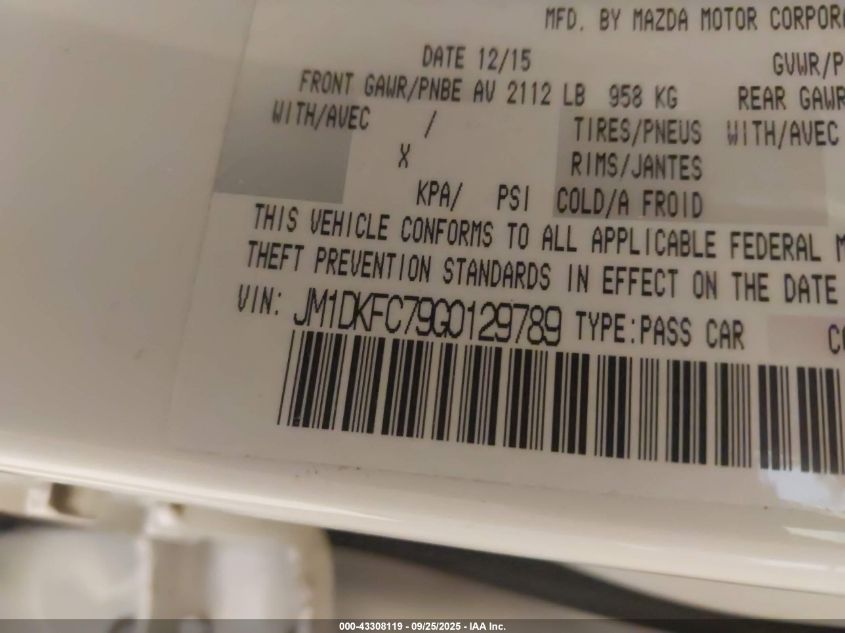 MFD. BY MAZDA MOTOR
DATE 12/15 GVWR/P
FRONT GAWR/PNBE AV 2112 LB 958 KG REAR GAWR
WITH/AVEC / TIRES/PNEUS WITH/AVEC
X RIMS/JANTES
KPA/ PSI COLD/A FROID
THIS VEHICLE CONFORMS TO ALL APPLICABLE FEDERAL M
THEFT PREVENTION STANDARDS IN EFFECT ON THE DATE
VIN: JM1DKFC79G0129789 TYPE:PASS CAR
000-43308119 - 09/25/2025 - IAA Inc.